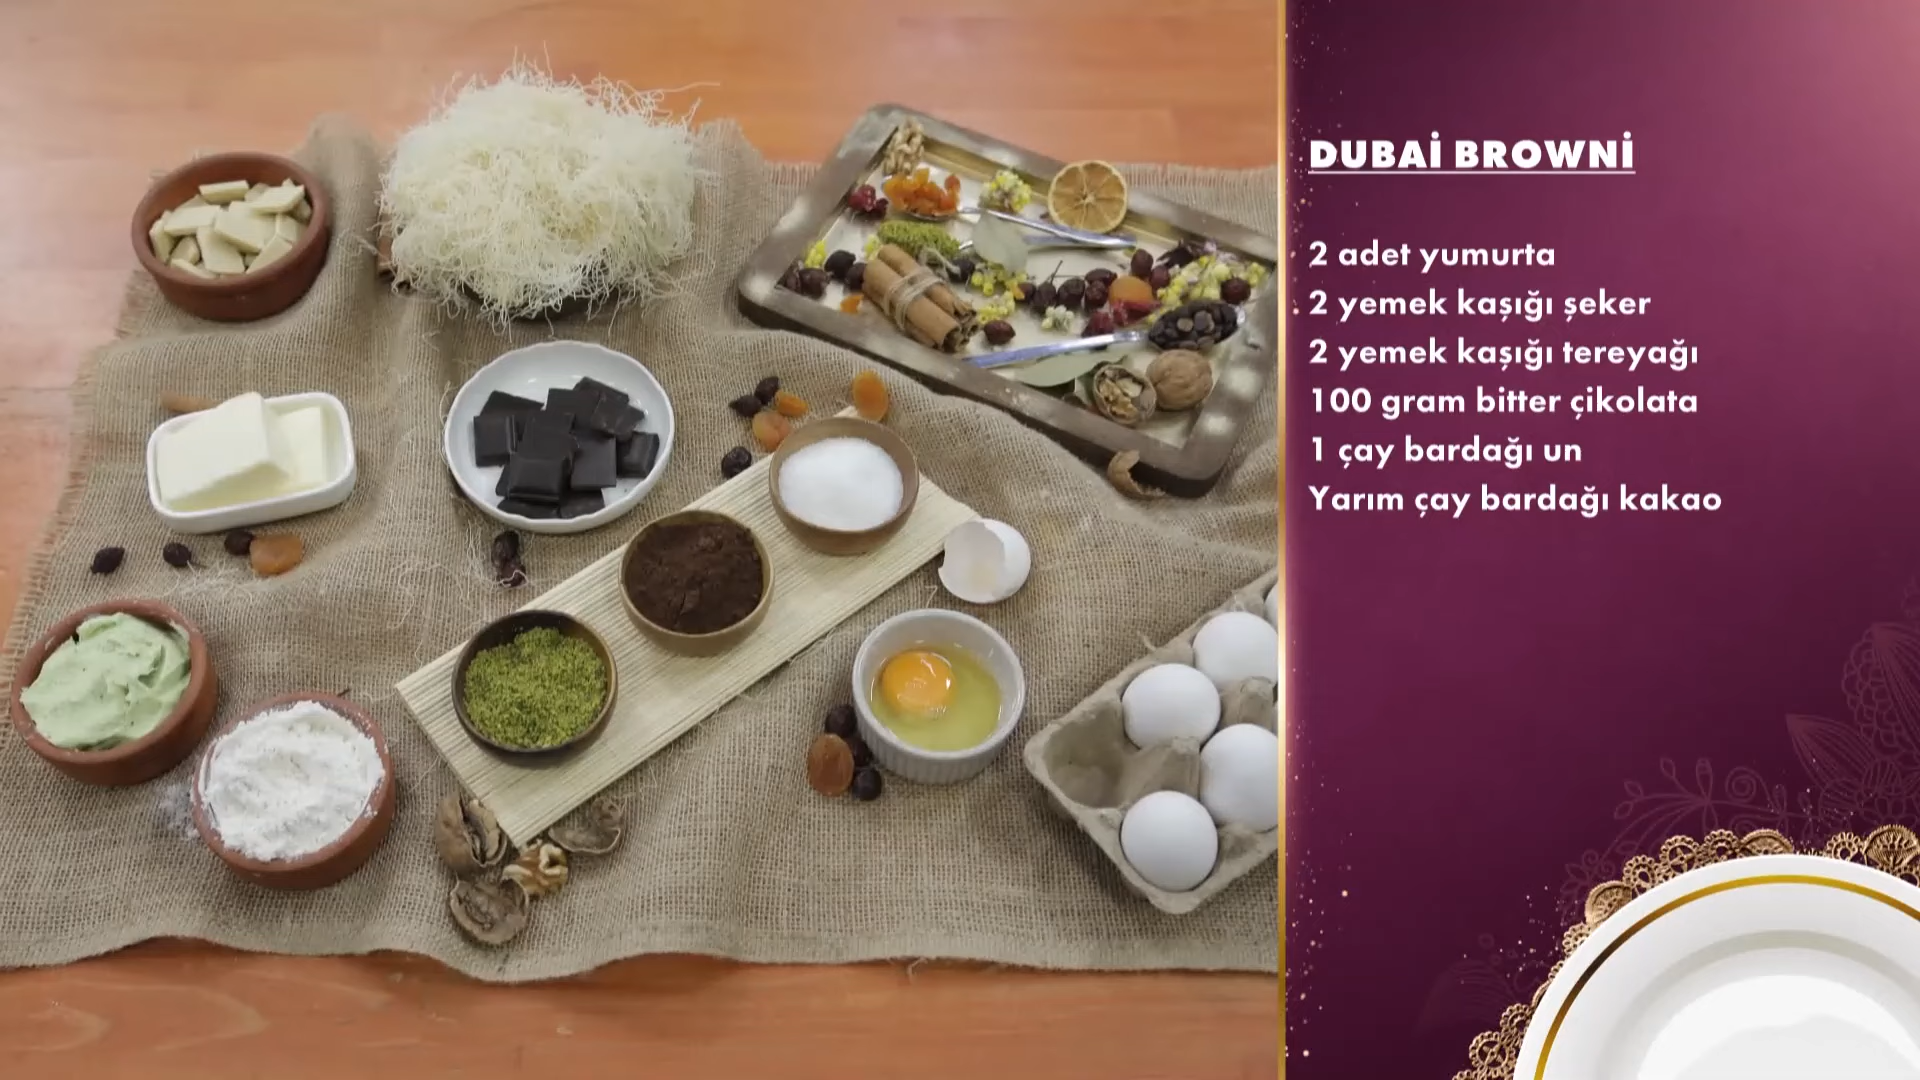 DUBAİ BROWNİ
2 adet yumurta
2 yemek kaşığı şeker
2 yemek kaşığı tereyağı
100 gram bitter çikolata
1 çay bardağı un
Yarım çay bardağı kakao